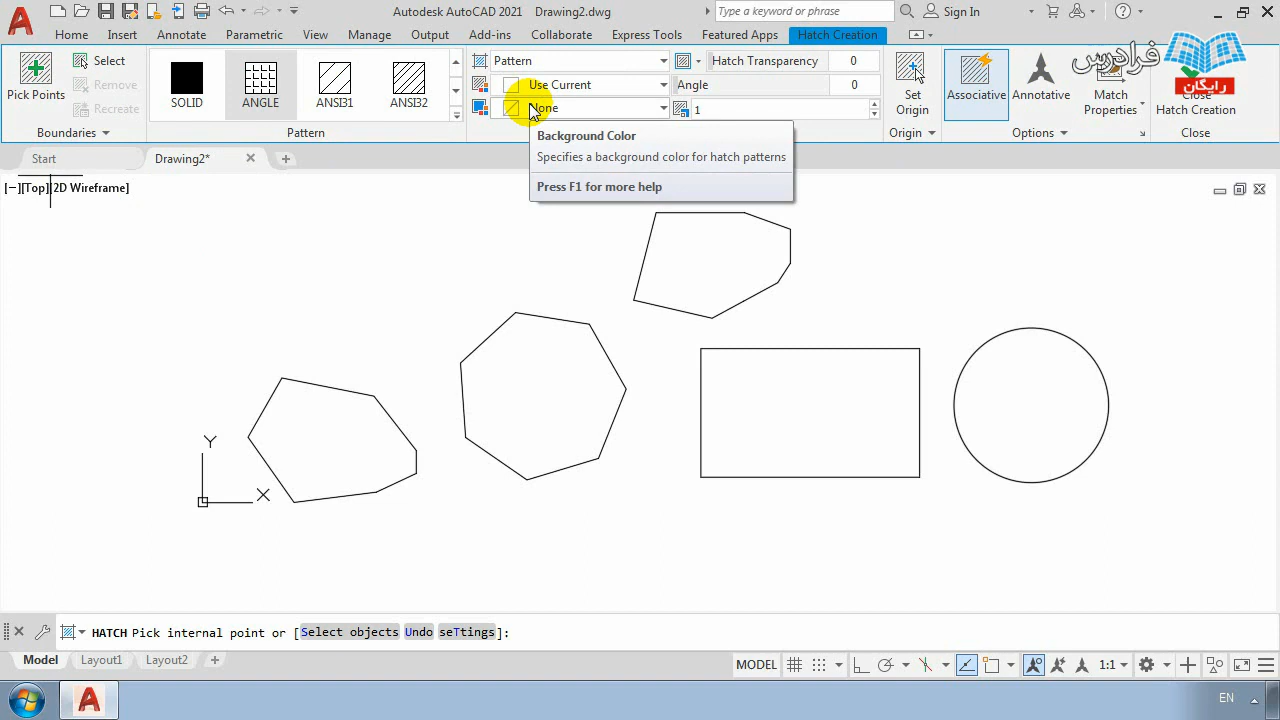 Autodesk AutoCAD 2021 Drawing2.dwg
Type a keyword or phrase
Sign In
Home Insert Annotate Parametric View Manage Output Add-ins Collaborate Express Tools Featured Apps Hatch Creation
Pick Points
Select
Remove
Recreate
Boundaries
SOLID
ANGLE
ANSI31
ANSI32
Pattern
Pattern
Use Current
None
Hatch Transparency 0
Angle 0
1
Set Origin
Origin
Associative
Annotative
Match Properties
Options
Close
Hatch Creation
Close
فرادرس
رایگان
Background Color
Specifies a background color for hatch patterns
Press F1 for more help
Start
Drawing2*
[−][Top][2D Wireframe]
Y
X
HATCH Pick internal point or [Select objects Undo seTtings]:
Model Layout1 Layout2
MODEL
1:1
EN